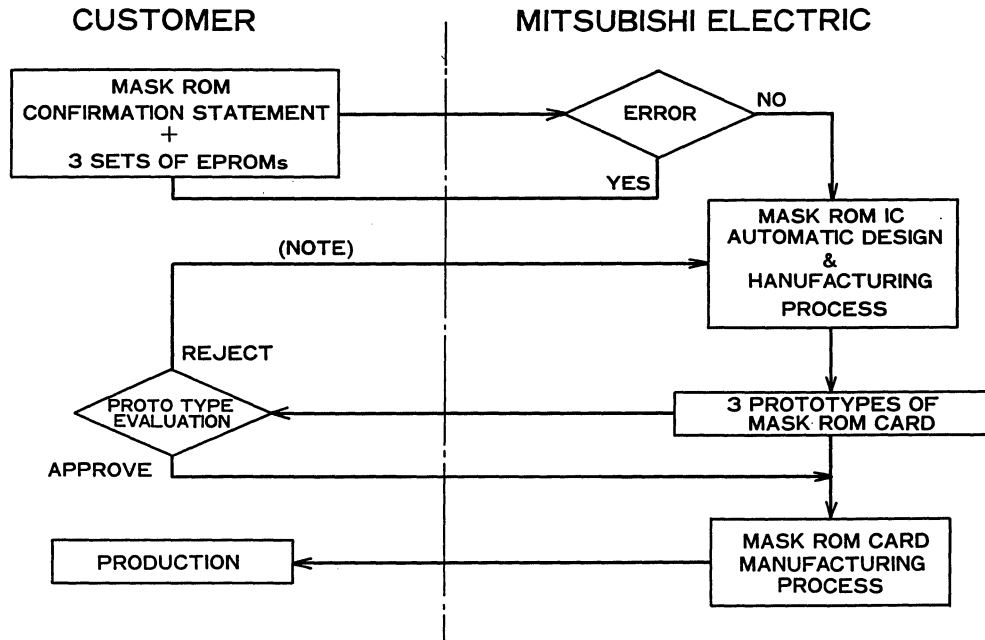 CUSTOMER
MITSUBISHI ELECTRIC
MASK ROM
CONFIRMATION STATEMENT
+
3 SETS OF EPROMs
ERROR
NO
YES
MASK ROM IC
AUTOMATIC DESIGN
&
HANUFACTURING
PROCESS
(NOTE)
REJECT
PROTO TYPE
EVALUATION
3 PROTOTYPES OF
MASK ROM CARD
APPROVE
MASK ROM CARD
MANUFACTURING
PROCESS
PRODUCTION